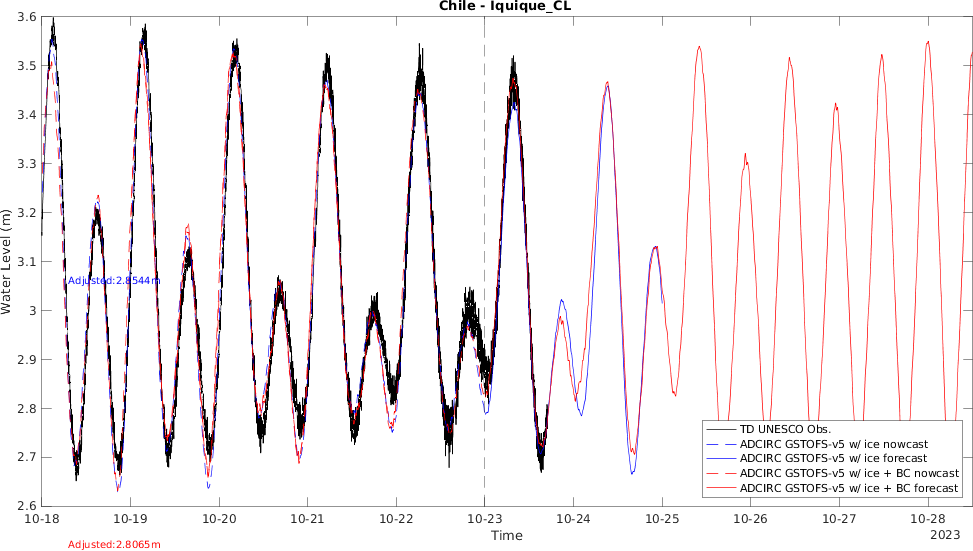 Chile - Iquique_CL
3.6
3.5
3.4
3.3
3.2
3.1
3
2.9
2.8
2.7
2.6
Water Level (m)
Adjusted:2.8544m
TD UNESCO Obs.
ADCIRC GSTOFS-v5 w/ ice nowcast
ADCIRC GSTOFS-v5 w/ ice forecast
ADCIRC GSTOFS-v5 w/ ice + BC nowcast
ADCIRC GSTOFS-v5 w/ ice + BC forecast
10-18 10-19 10-20 10-21 10-22 10-23 10-24 10-25 10-26 10-27 10-28
2023
Time
Adjusted:2.8065m